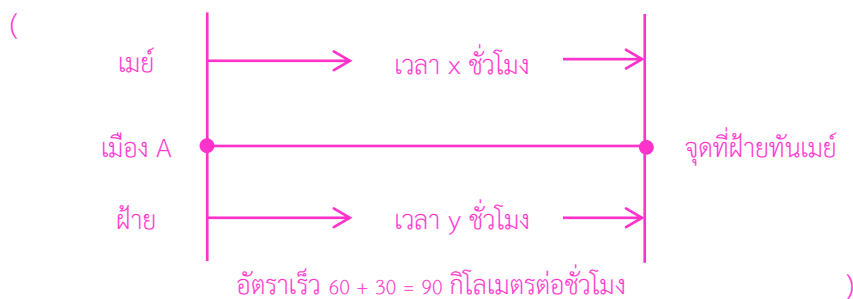 (
เมย์ เวลา x ชั่วโมง
เมือง A จุดที่ฝ้ายทันเมย์
ฝ้าย เวลา y ชั่วโมง
อัตราเร็ว 60 + 30 = 90 กิโลเมตรต่อชั่วโมง )